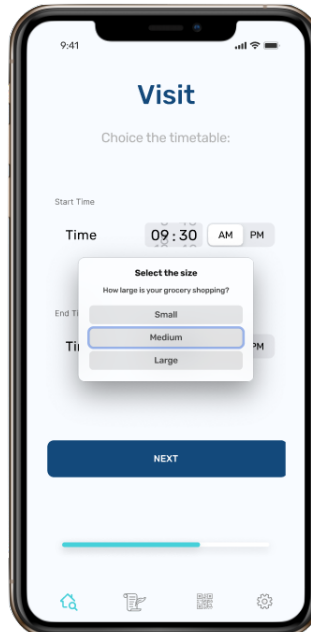 9:41
Visit
Choice the timetable:
Start Time
Time 09:30 AM PM
Select the size
How large is your grocery shopping?
End Ti
Small
Medium
Ti PM
Large
NEXT